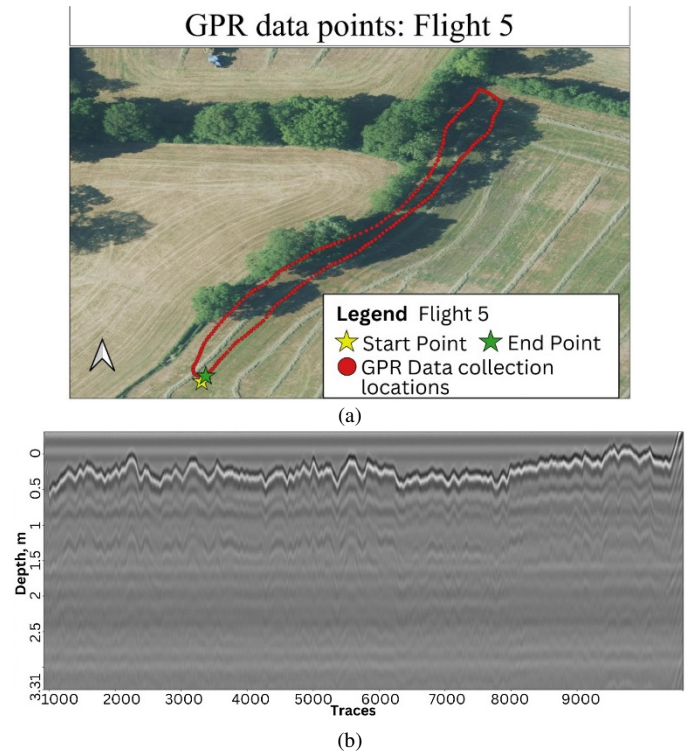 GPR data points: Flight 5
Legend Flight 5
Start Point End Point
GPR Data collection
locations
(a)
Depth, m
0
0.5
1
1.5
2
2.5
3.31
1000 2000 3000 4000 5000 6000 7000 8000 9000
Traces
(b)